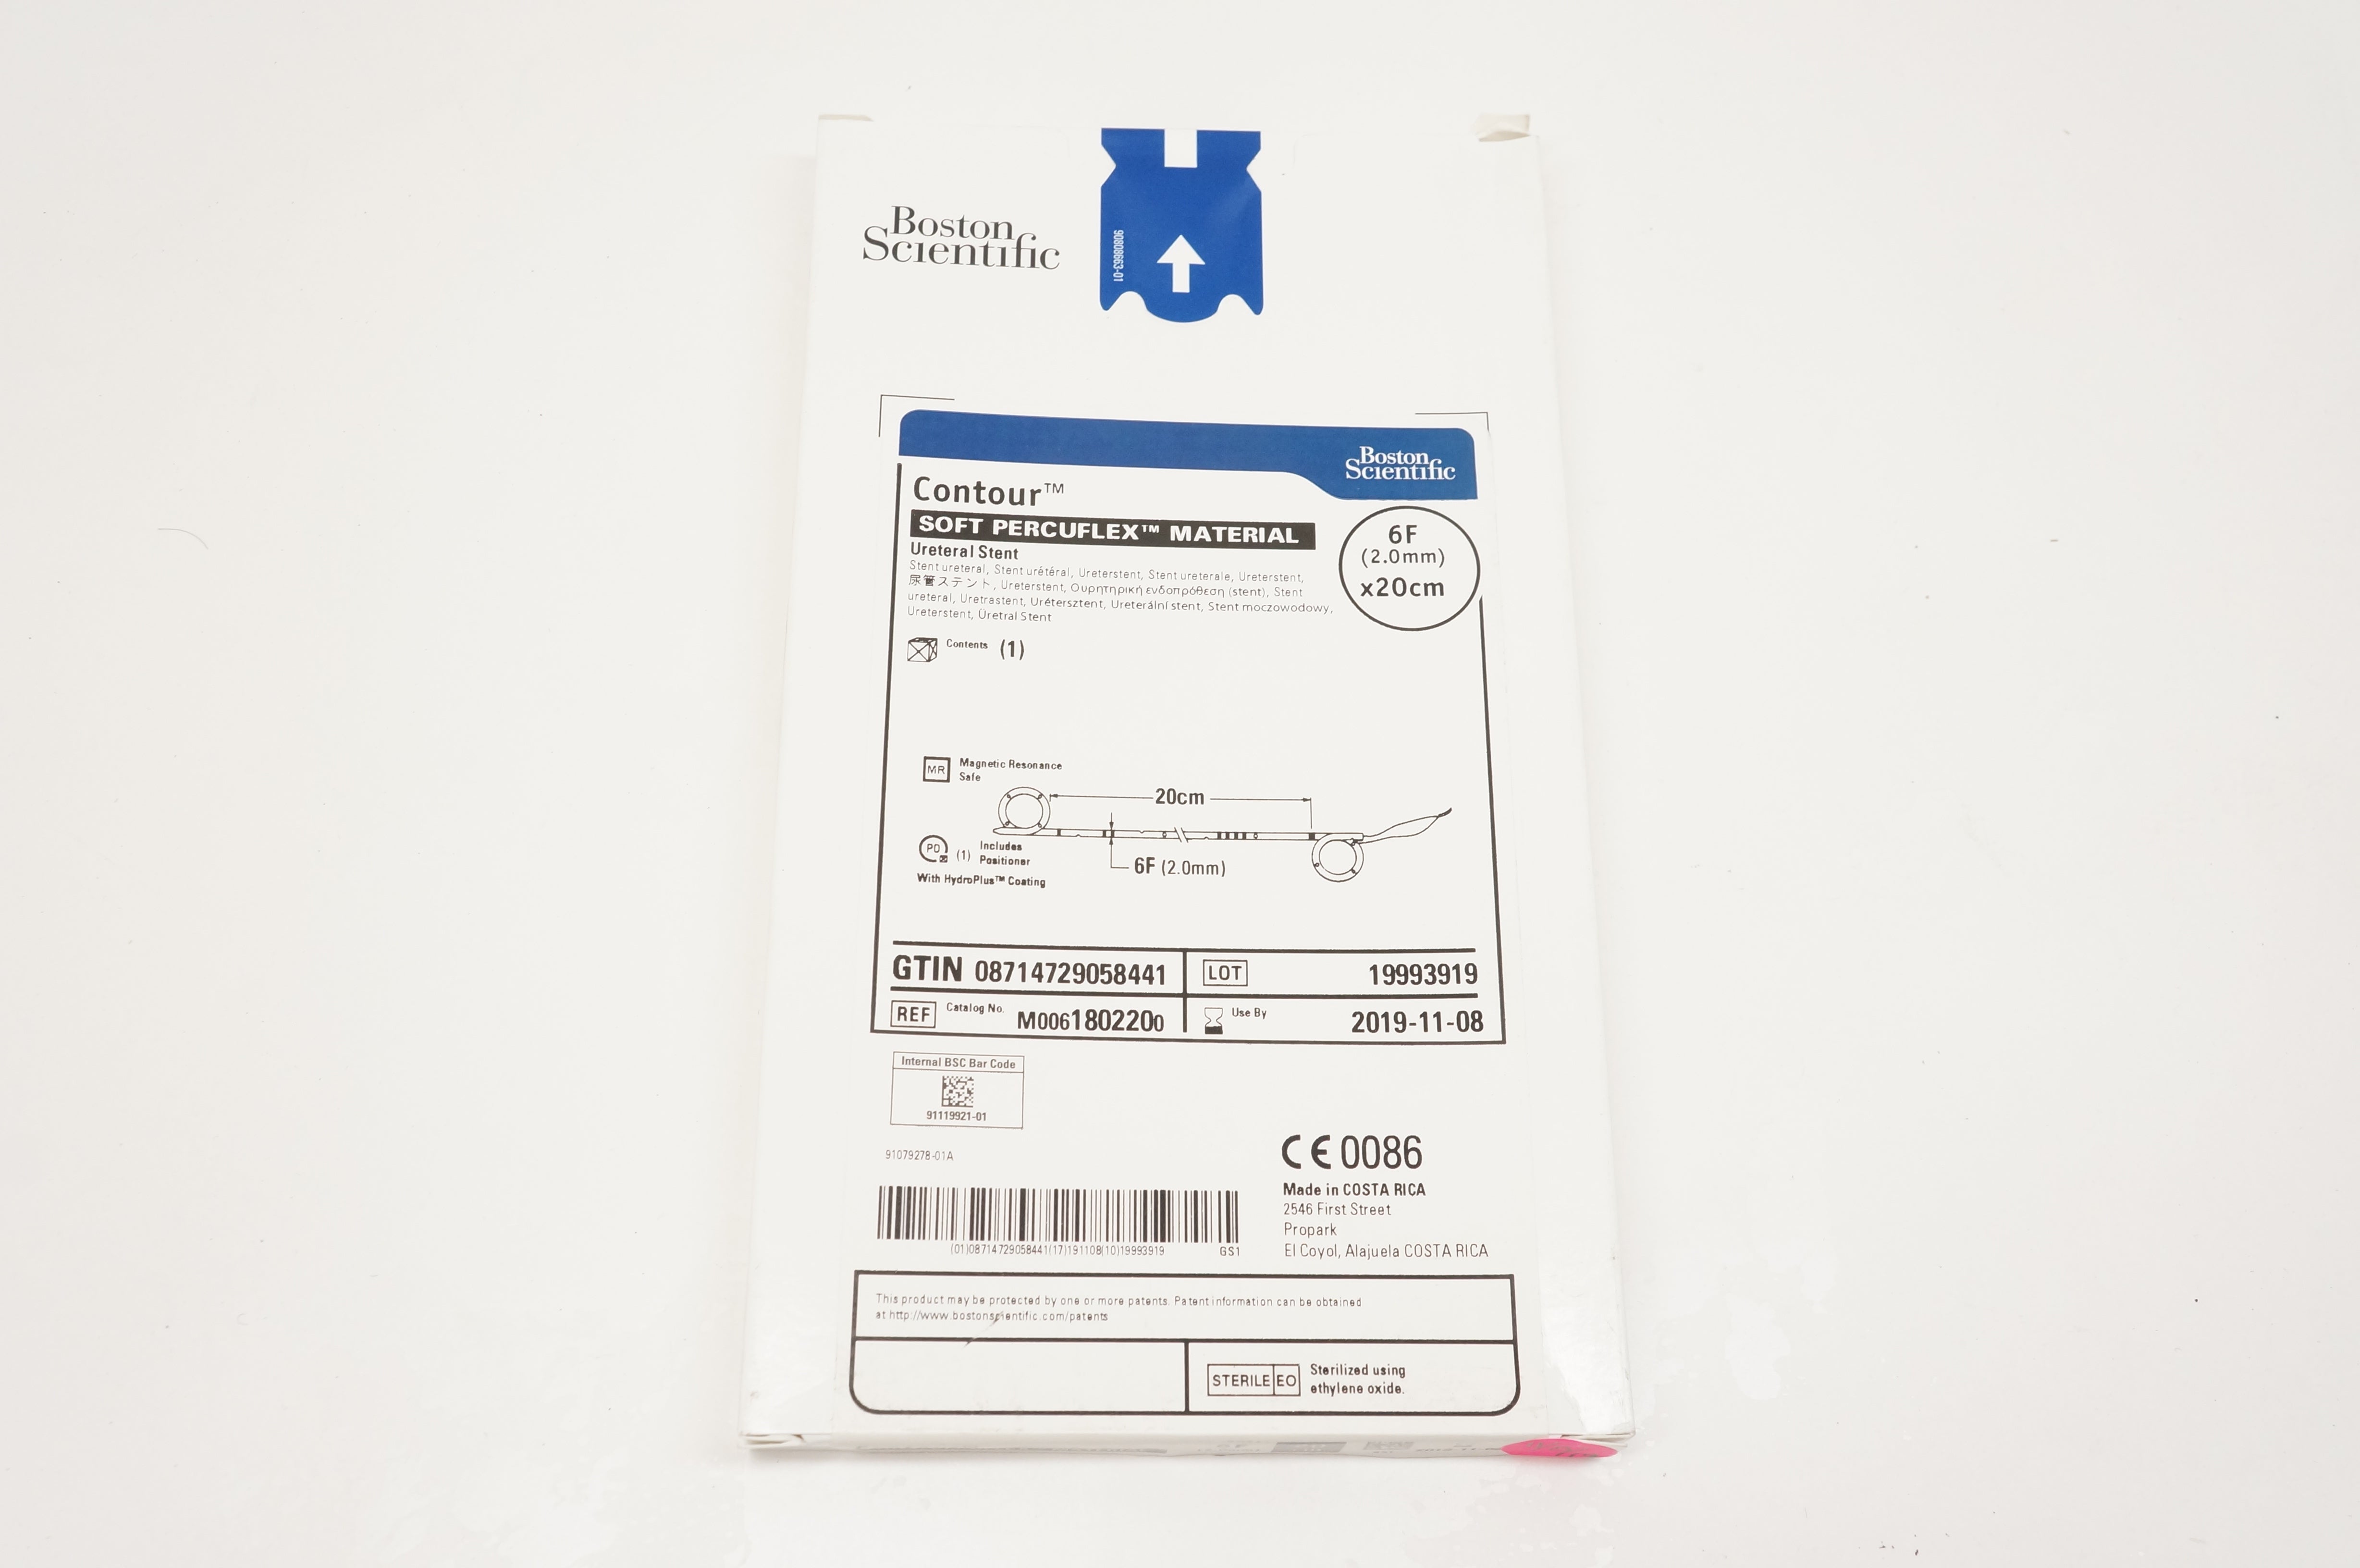 Boston
Scientific
90808663-01
Boston
Scientific
Contour™
SOFT PERCUFLEX™ MATERIAL
Ureteral Stent
Stent ureteral, Stent urétéral, Ureterstent, Stent ureterale, Ureterstent,
尿管ステント, Ureterstent, Ουρητηρική ενδοπρόθεση (stent), Stent
ureteral, Uretrastent, Urétersztent, Ureterální stent, Stent moczowodowy,
Ureterstent, Üretral Stent
6F
(2.0mm)
x20cm
Contents (1)
MR Magnetic Resonance
Safe
20cm
PD (1) Includes
Positioner
With HydroPlus™ Coating
6F (2.0mm)
GTIN 08714729058441
LOT 19993919
REF Catalog No. M0061802200
Use By 2019-11-08
Internal BSC Bar Code
91119921-01
91079278-01A
(01)08714729058441(17)191108(10)19993919 GS1
CE 0086
Made in COSTA RICA
2546 First Street
Propark
El Coyol, Alajuela COSTA RICA
This product may be protected by one or more patents. Patent information can be obtained
at http://www.bostonscientific.com/patents
STERILE EO Sterilized using
ethylene oxide.